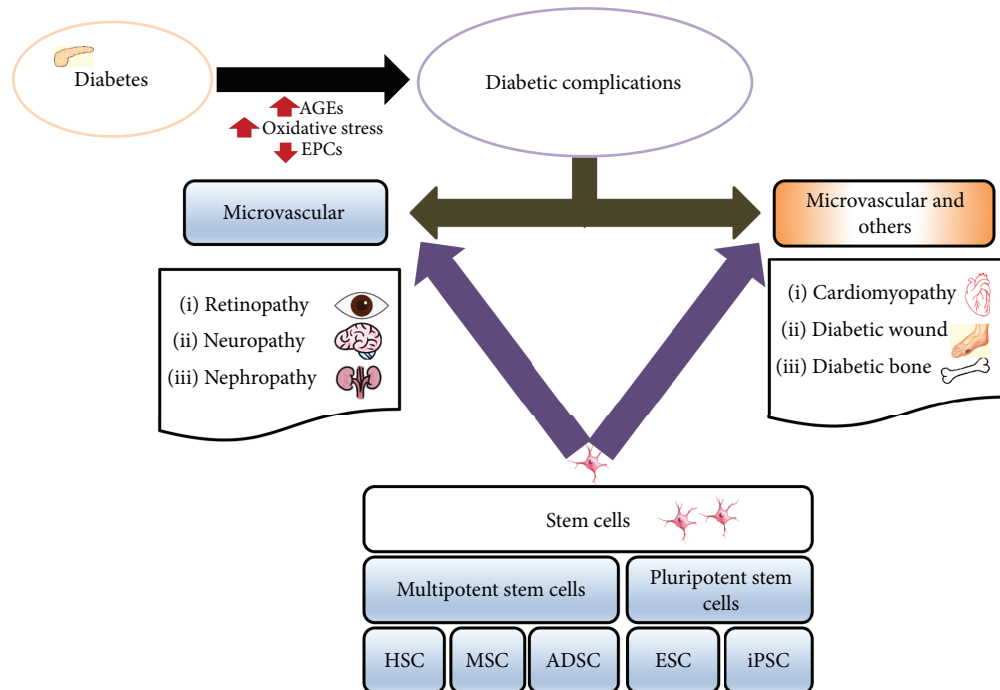 Diabetes
AGEs
Oxidative stress
EPCs
Diabetic complications
Microvascular
Microvascular and
others
(i) Retinopathy
(ii) Neuropathy
(iii) Nephropathy
(i) Cardiomyopathy
(ii) Diabetic wound
(iii) Diabetic bone
Stem cells
Multipotent stem cells
Pluripotent stem
cells
HSC
MSC
ADSC
ESC
iPSC